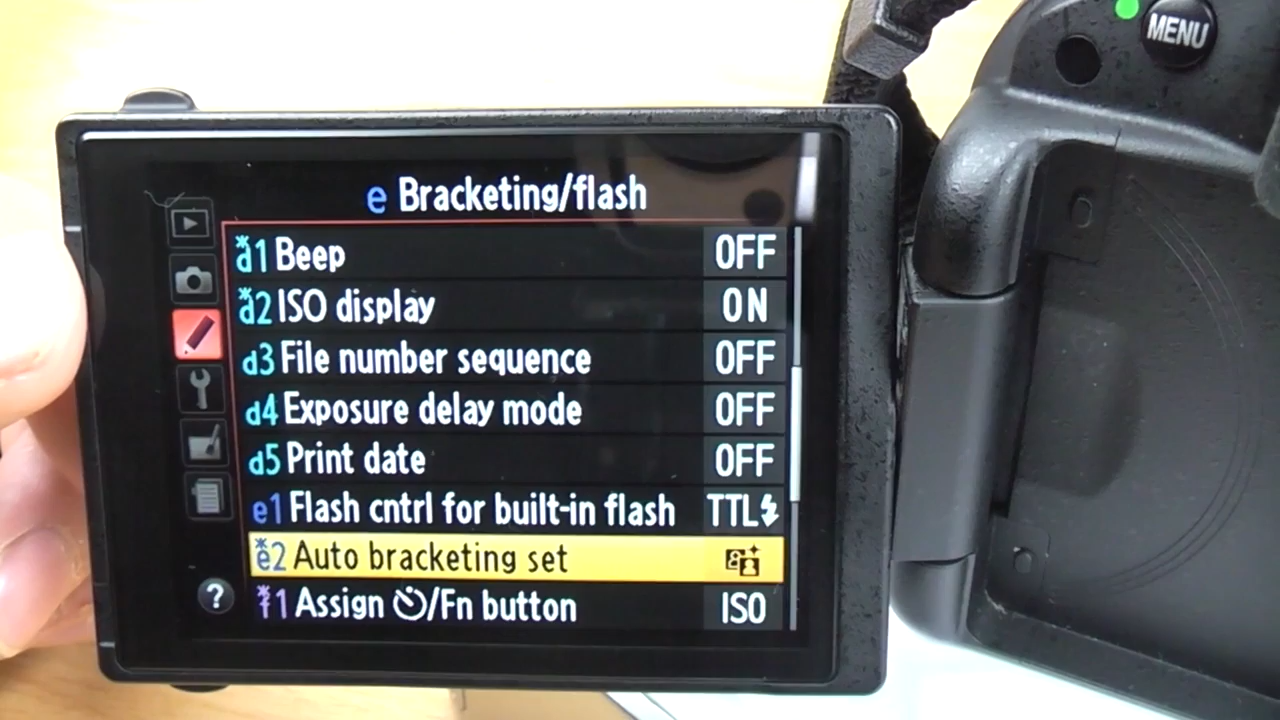 MENU
e Bracketing/flash
d1 Beep OFF
d2 ISO display ON
d3 File number sequence OFF
d4 Exposure delay mode OFF
d5 Print date OFF
e1 Flash cntrl for built-in flash TTL⚡
e2 Auto bracketing set
f1 Assign /Fn button ISO
?